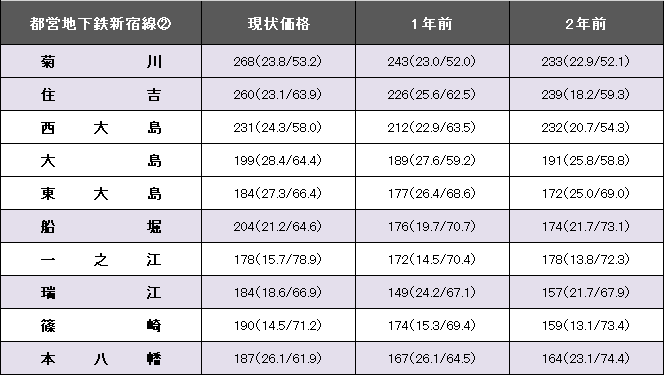 都営地下鉄新宿線② 現状価格 1年前 2年前
菊川 268(23.8/53.2) 243(23.0/52.0) 233(22.9/52.1)
住吉 260(23.1/63.9) 226(25.6/62.5) 239(18.2/59.3)
西大島 231(24.3/58.0) 212(22.9/63.5) 232(20.7/54.3)
大島 199(28.4/64.4) 189(27.6/59.2) 191(25.8/58.8)
東大島 184(27.3/66.4) 177(26.4/68.6) 172(25.0/69.0)
船堀 204(21.2/64.6) 176(19.7/70.7) 174(21.7/73.1)
一之江 178(15.7/78.9) 172(14.5/70.4) 178(13.8/72.3)
瑞江 184(18.6/66.9) 149(24.2/67.1) 157(21.7/67.9)
篠崎 190(14.5/71.2) 174(15.3/69.4) 159(13.1/73.4)
本八幡 187(26.1/61.9) 167(26.1/64.5) 164(23.1/74.4)